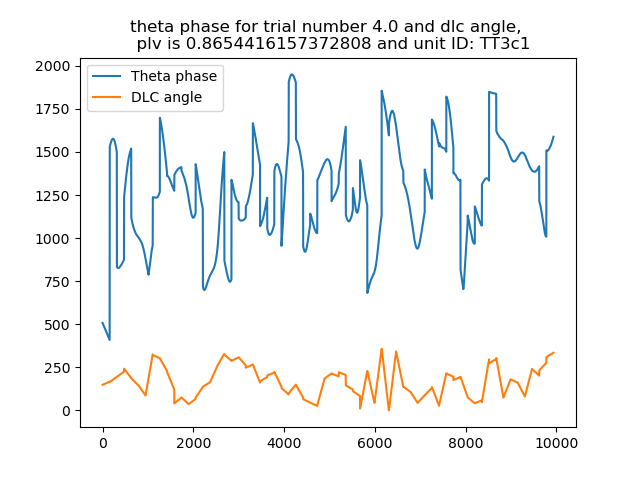 theta phase for trial number 4.0 and dlc angle,
plv is 0.8654416157372808 and unit ID: TT3c1
Theta phase
DLC angle
2000
1750
1500
1250
1000
750
500
250
0
0 2000 4000 6000 8000 10000